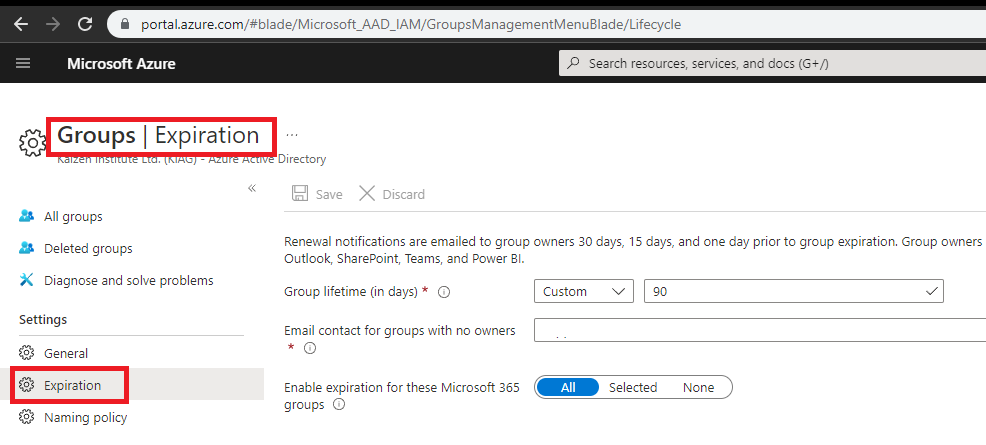 portal.azure.com/#blade/Microsoft_AAD_IAM/GroupsManagementMenuBlade/Lifecycle
Microsoft Azure
Search resources, services, and docs (G+/)
Groups | Expiration
...
Kaizen Institute Ltd. (KIAG) - Azure Active Directory
«
Save Discard
All groups
Deleted groups
Diagnose and solve problems
Settings
General
Expiration
Naming policy
Renewal notifications are emailed to group owners 30 days, 15 days, and one day prior to group expiration. Group owners
Outlook, SharePoint, Teams, and Power BI.
Group lifetime (in days) * Custom 90
Email contact for groups with no owners
*
Enable expiration for these Microsoft 365 All Selected None
groups